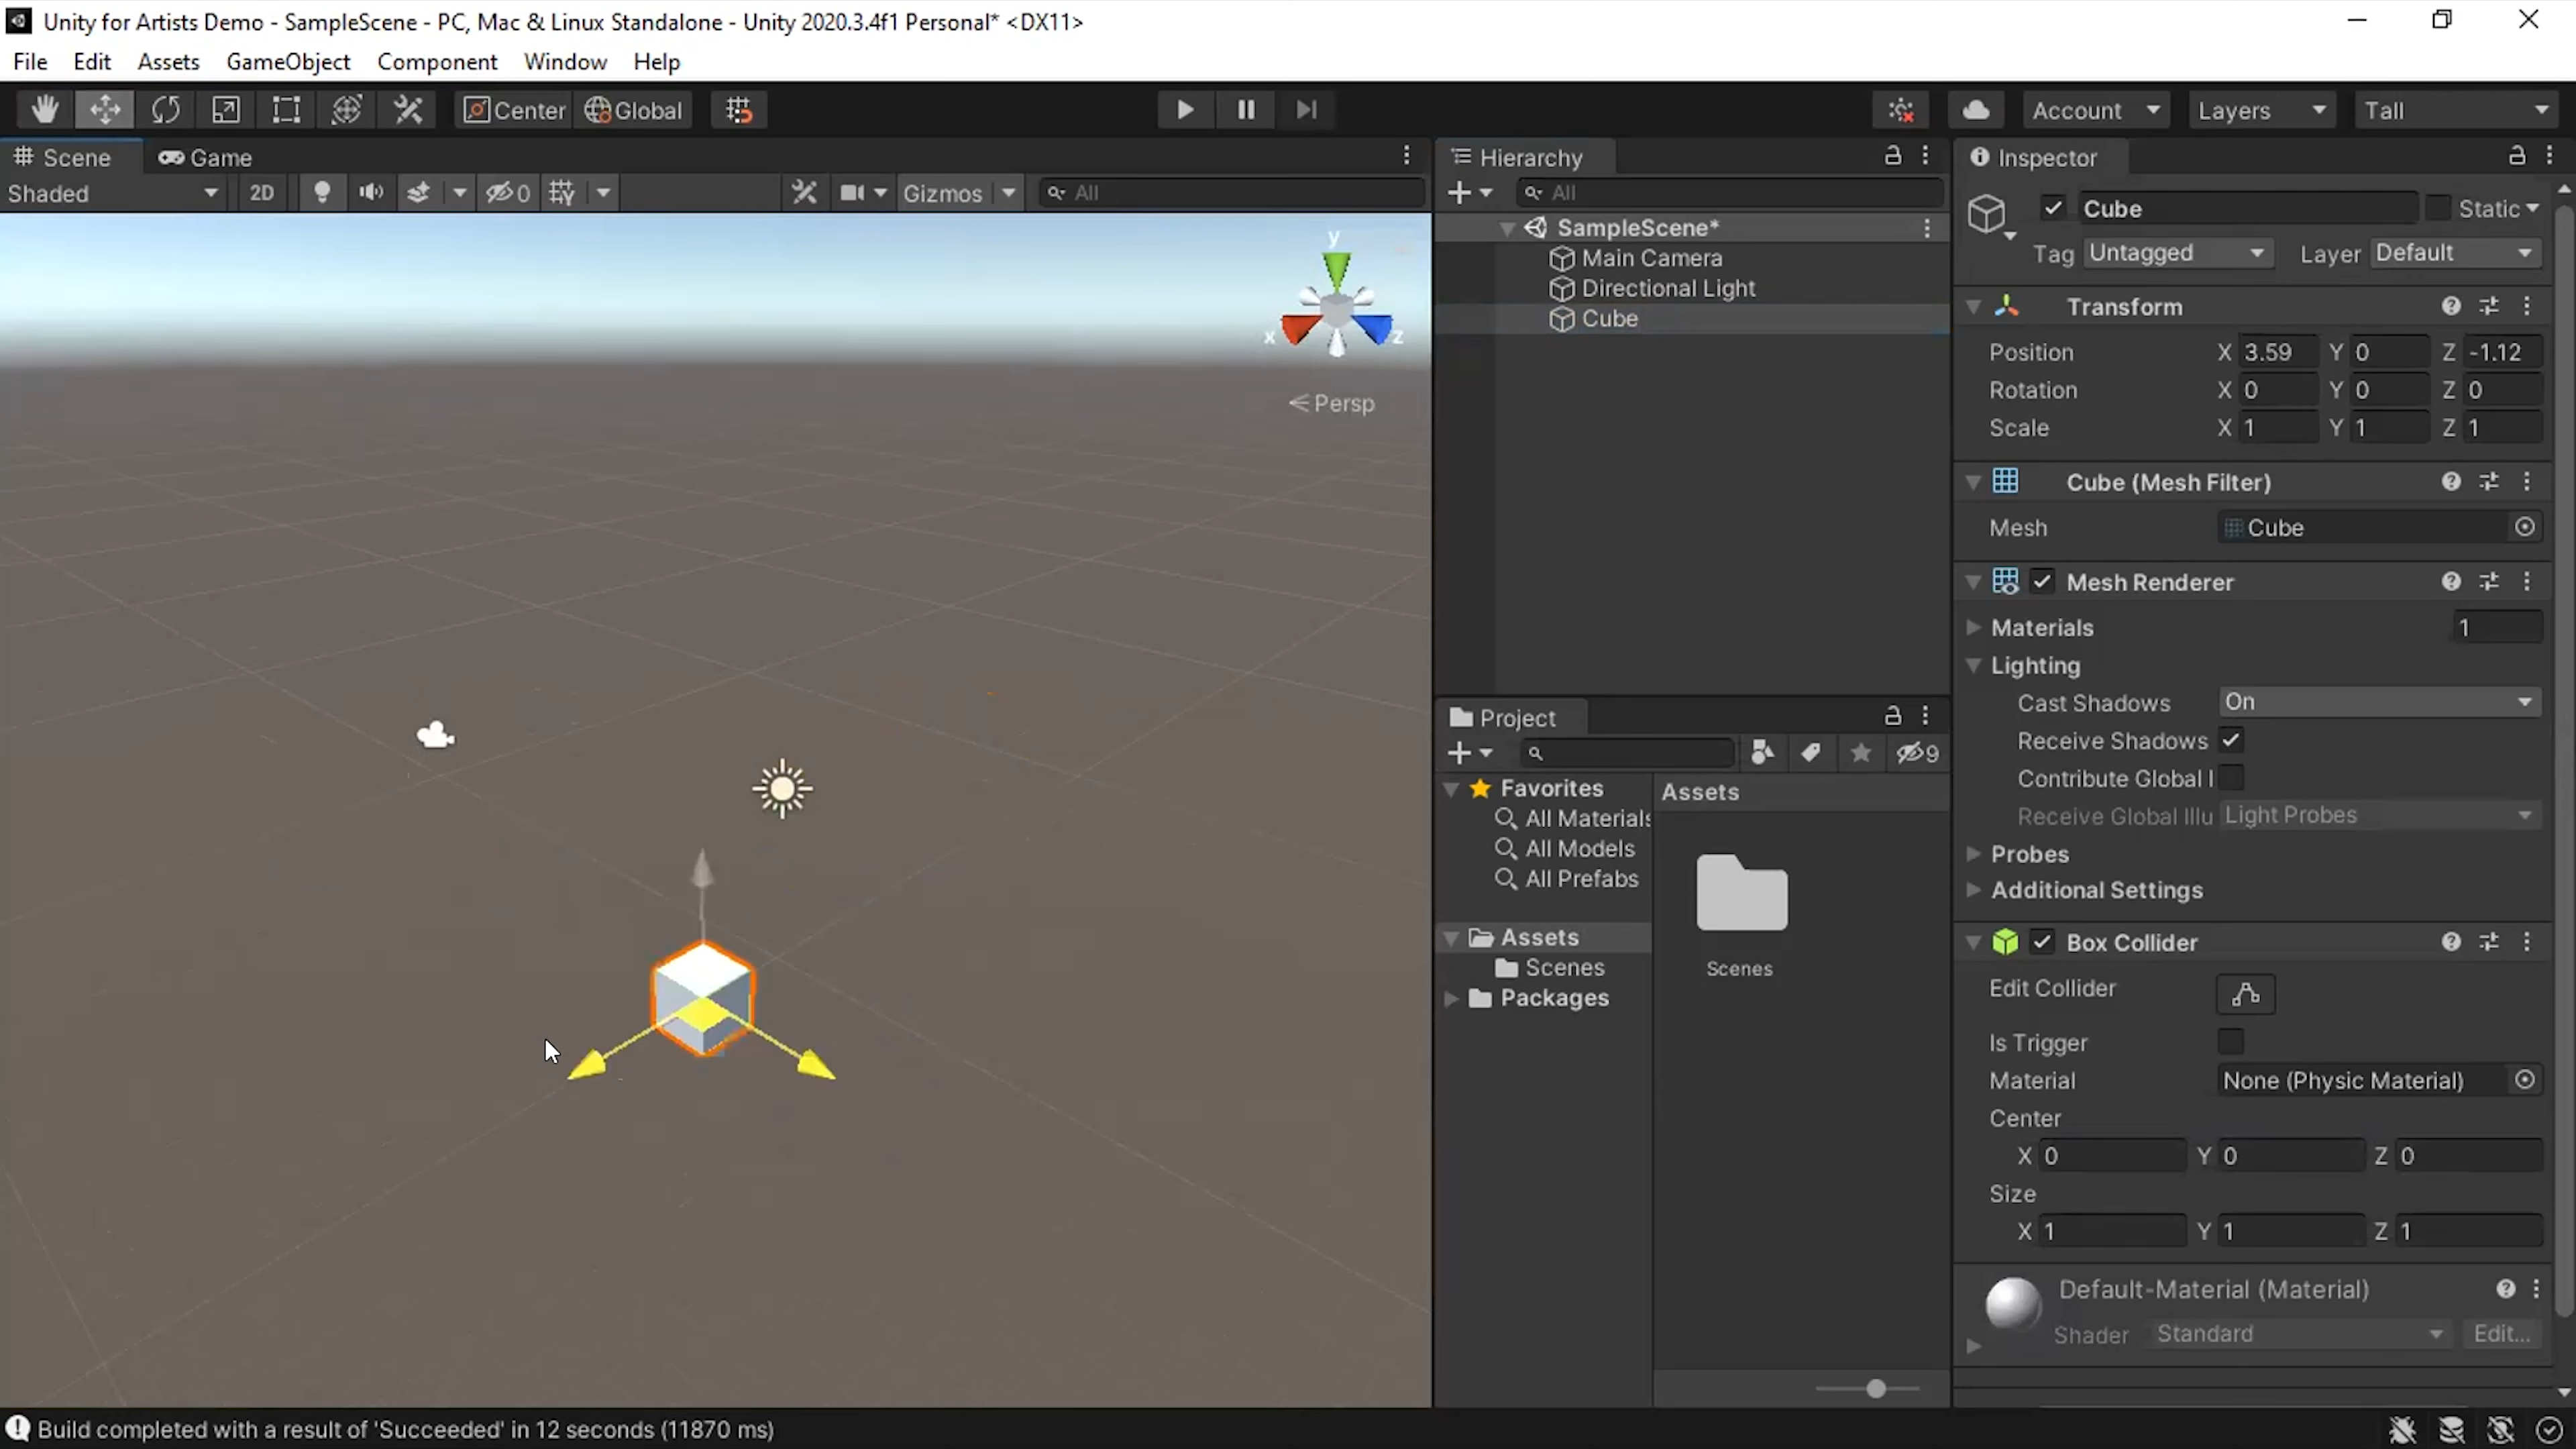 Unity for Artists Demo - SampleScene - PC, Mac & Linux Standalone - Unity 2020.3.4f1 Personal* <DX11>
File Edit Assets GameObject Component Window Help
Center Global Account Layers Tall
Scene Game
Shaded 2D 0 Gizmos All
y
x z
Persp
Hierarchy
All
SampleScene*
Main Camera
Directional Light
Cube
Project
9
Favorites
All Materials
All Models
All Prefabs
Assets
Scenes
Packages
Assets
Scenes
Inspector
Cube Static
Tag Untagged Layer Default
Transform
Position X 3.59 Y 0 Z -1.12
Rotation X 0 Y 0 Z 0
Scale X 1 Y 1 Z 1
Cube (Mesh Filter)
Mesh Cube
Mesh Renderer
Materials 1
Lighting
Cast Shadows On
Receive Shadows
Contribute Global I
Receive Global Illu Light Probes
Probes
Additional Settings
Box Collider
Edit Collider
Is Trigger
Material None (Physic Material)
Center
X 0 Y 0 Z 0
Size
X 1 Y 1 Z 1
Default-Material (Material)
Shader Standard Edit...
Build completed with a result of 'Succeeded' in 12 seconds (11870 ms)